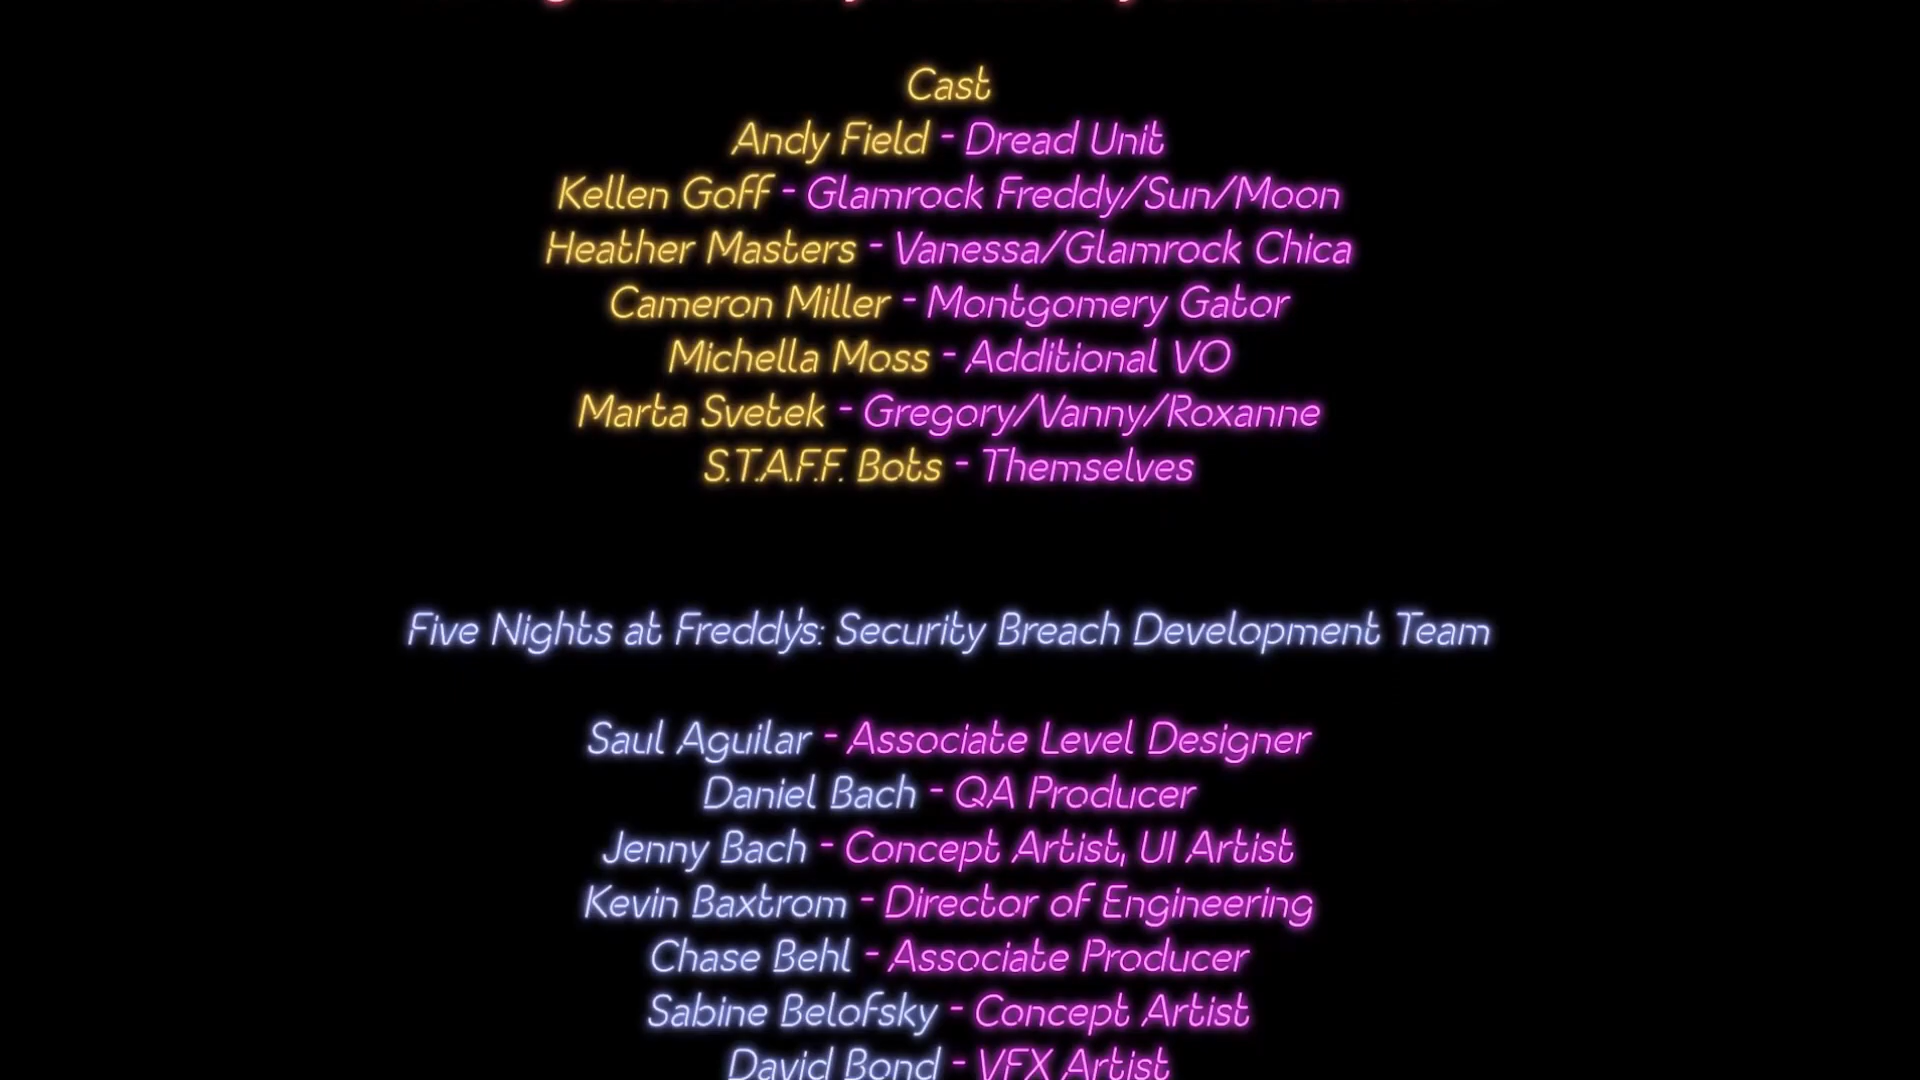 Cast
Andy Field - Dread Unit
Kellen Goff - Glamrock Freddy/Sun/Moon
Heather Masters - Vanessa/Glamrock Chica
Cameron Miller - Montgomery Gator
Michella Moss - Additional VO
Marta Svetek - Gregory/Vanny/Roxanne
S.T.A.F.F. Bots - Themselves
Five Nights at Freddy's: Security Breach Development Team
Saul Aguilar - Associate Level Designer
Daniel Bach - QA Producer
Jenny Bach - Concept Artist, UI Artist
Kevin Baxtrom - Director of Engineering
Chase Behl - Associate Producer
Sabine Belofsky - Concept Artist
David Bond - VFX Artist